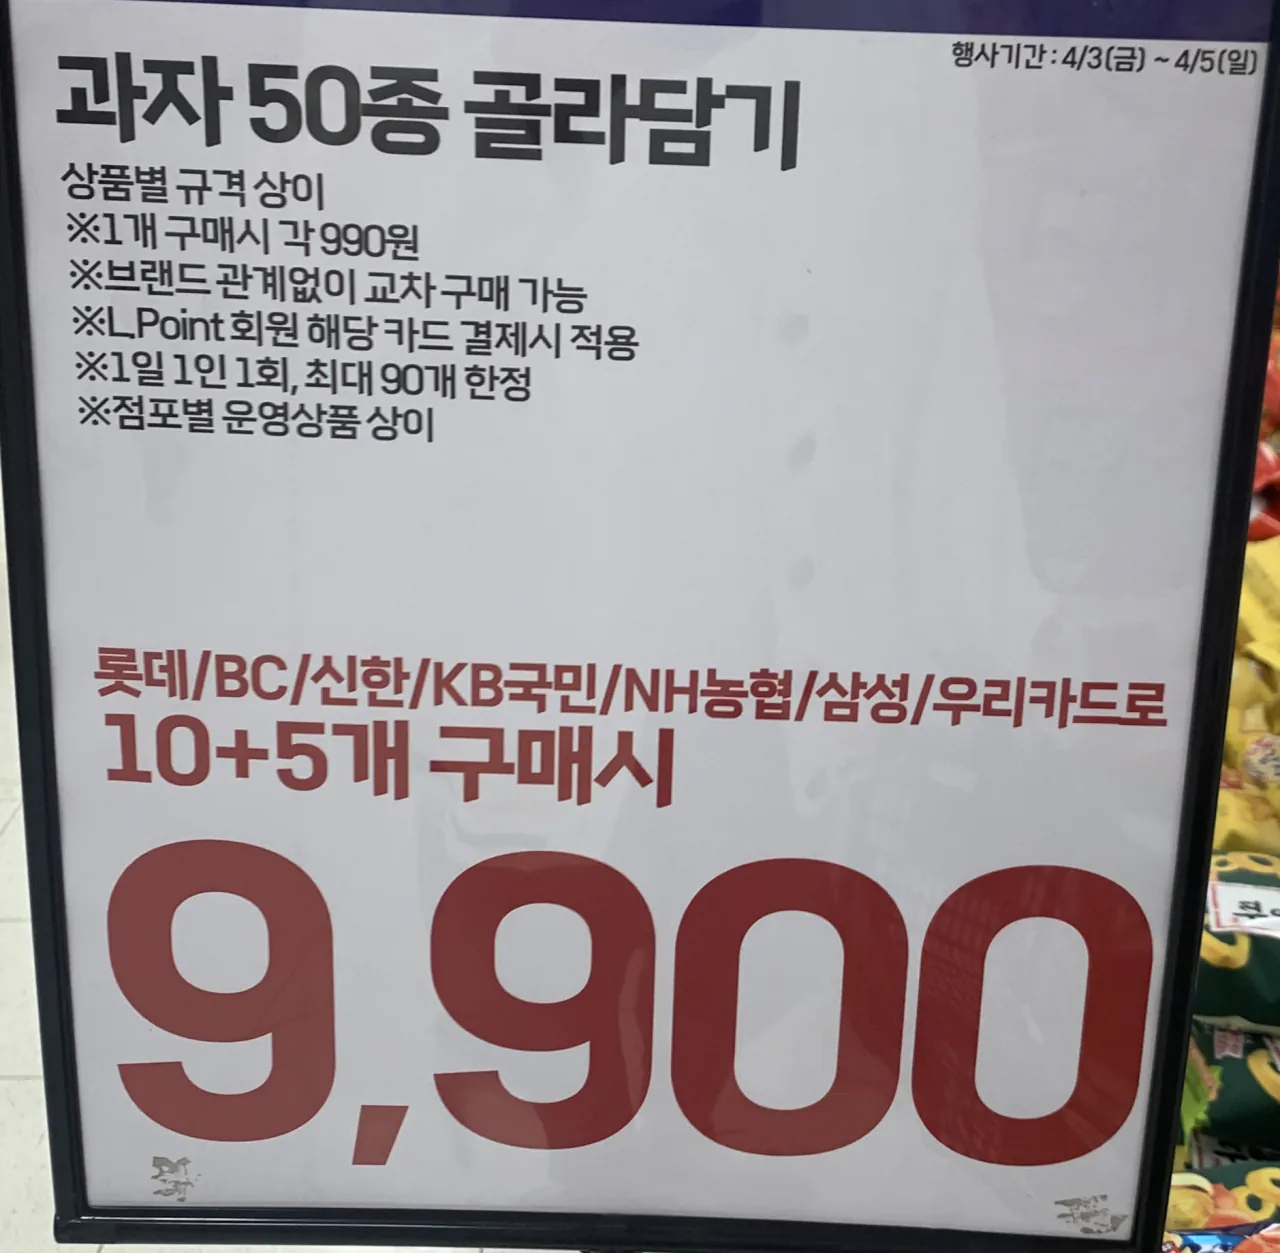 행사기간 : 4/3(금) ~ 4/5(일)
과자 50종 골라담기
상품별 규격 상이
※1개 구매시 각 990원
※브랜드 관계없이 교차 구매 가능
※L.Point 회원 해당 카드 결제시 적용
※1일 1인 1회, 최대 90개 한정
※점포별 운영상품 상이
롯데/BC/신한/KB국민/NH농협/삼성/우리카드로
10+5개 구매시
9,900